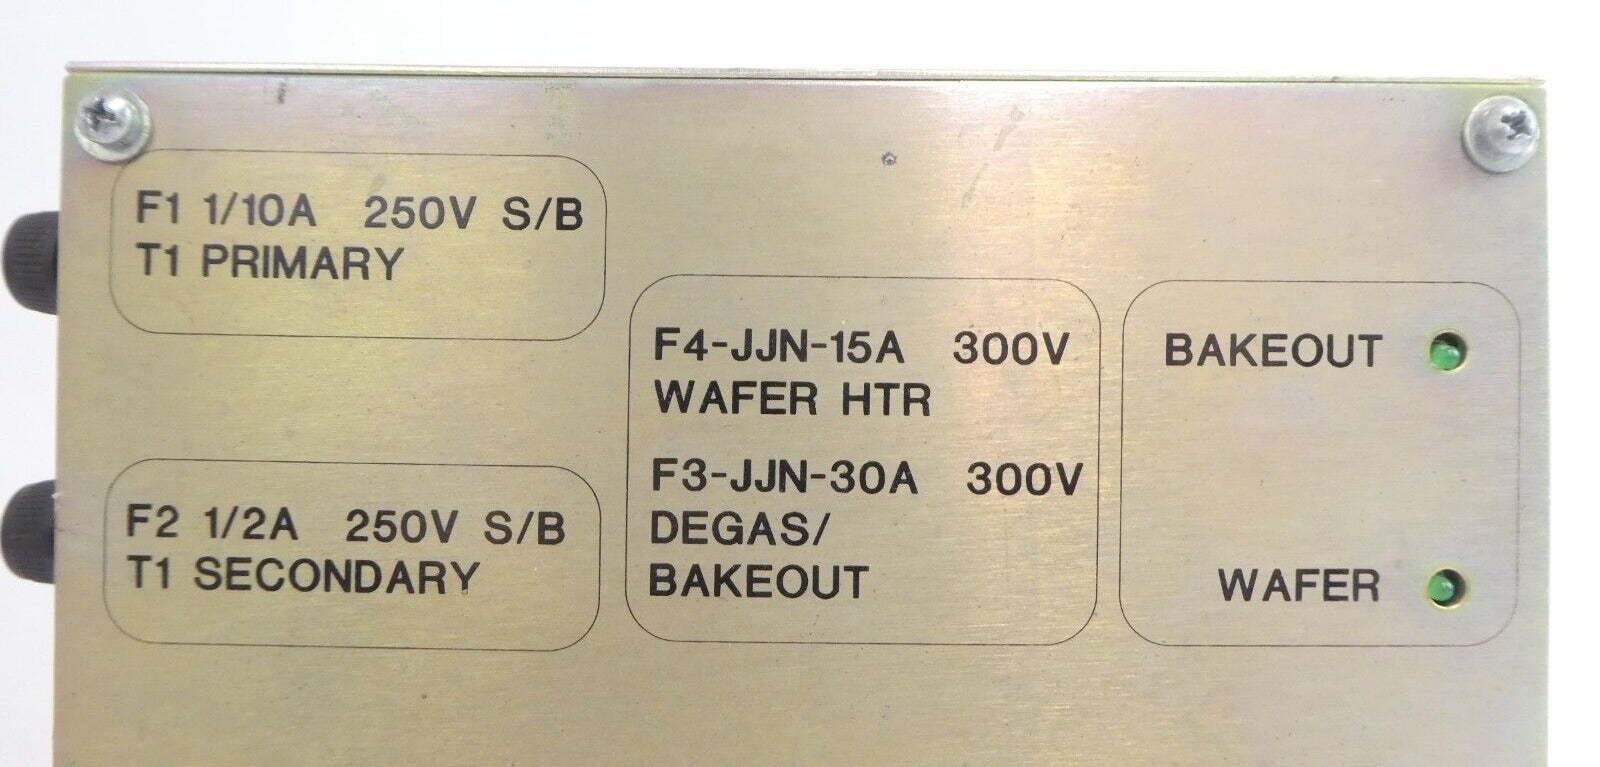 F1 1/10A 250V S/B
T1 PRIMARY
F2 1/2A 250V S/B
T1 SECONDARY
F4-JJN-15A 300V
WAFER HTR
F3-JJN-30A 300V
DEGAS/
BAKEOUT
BAKEOUT
WAFER